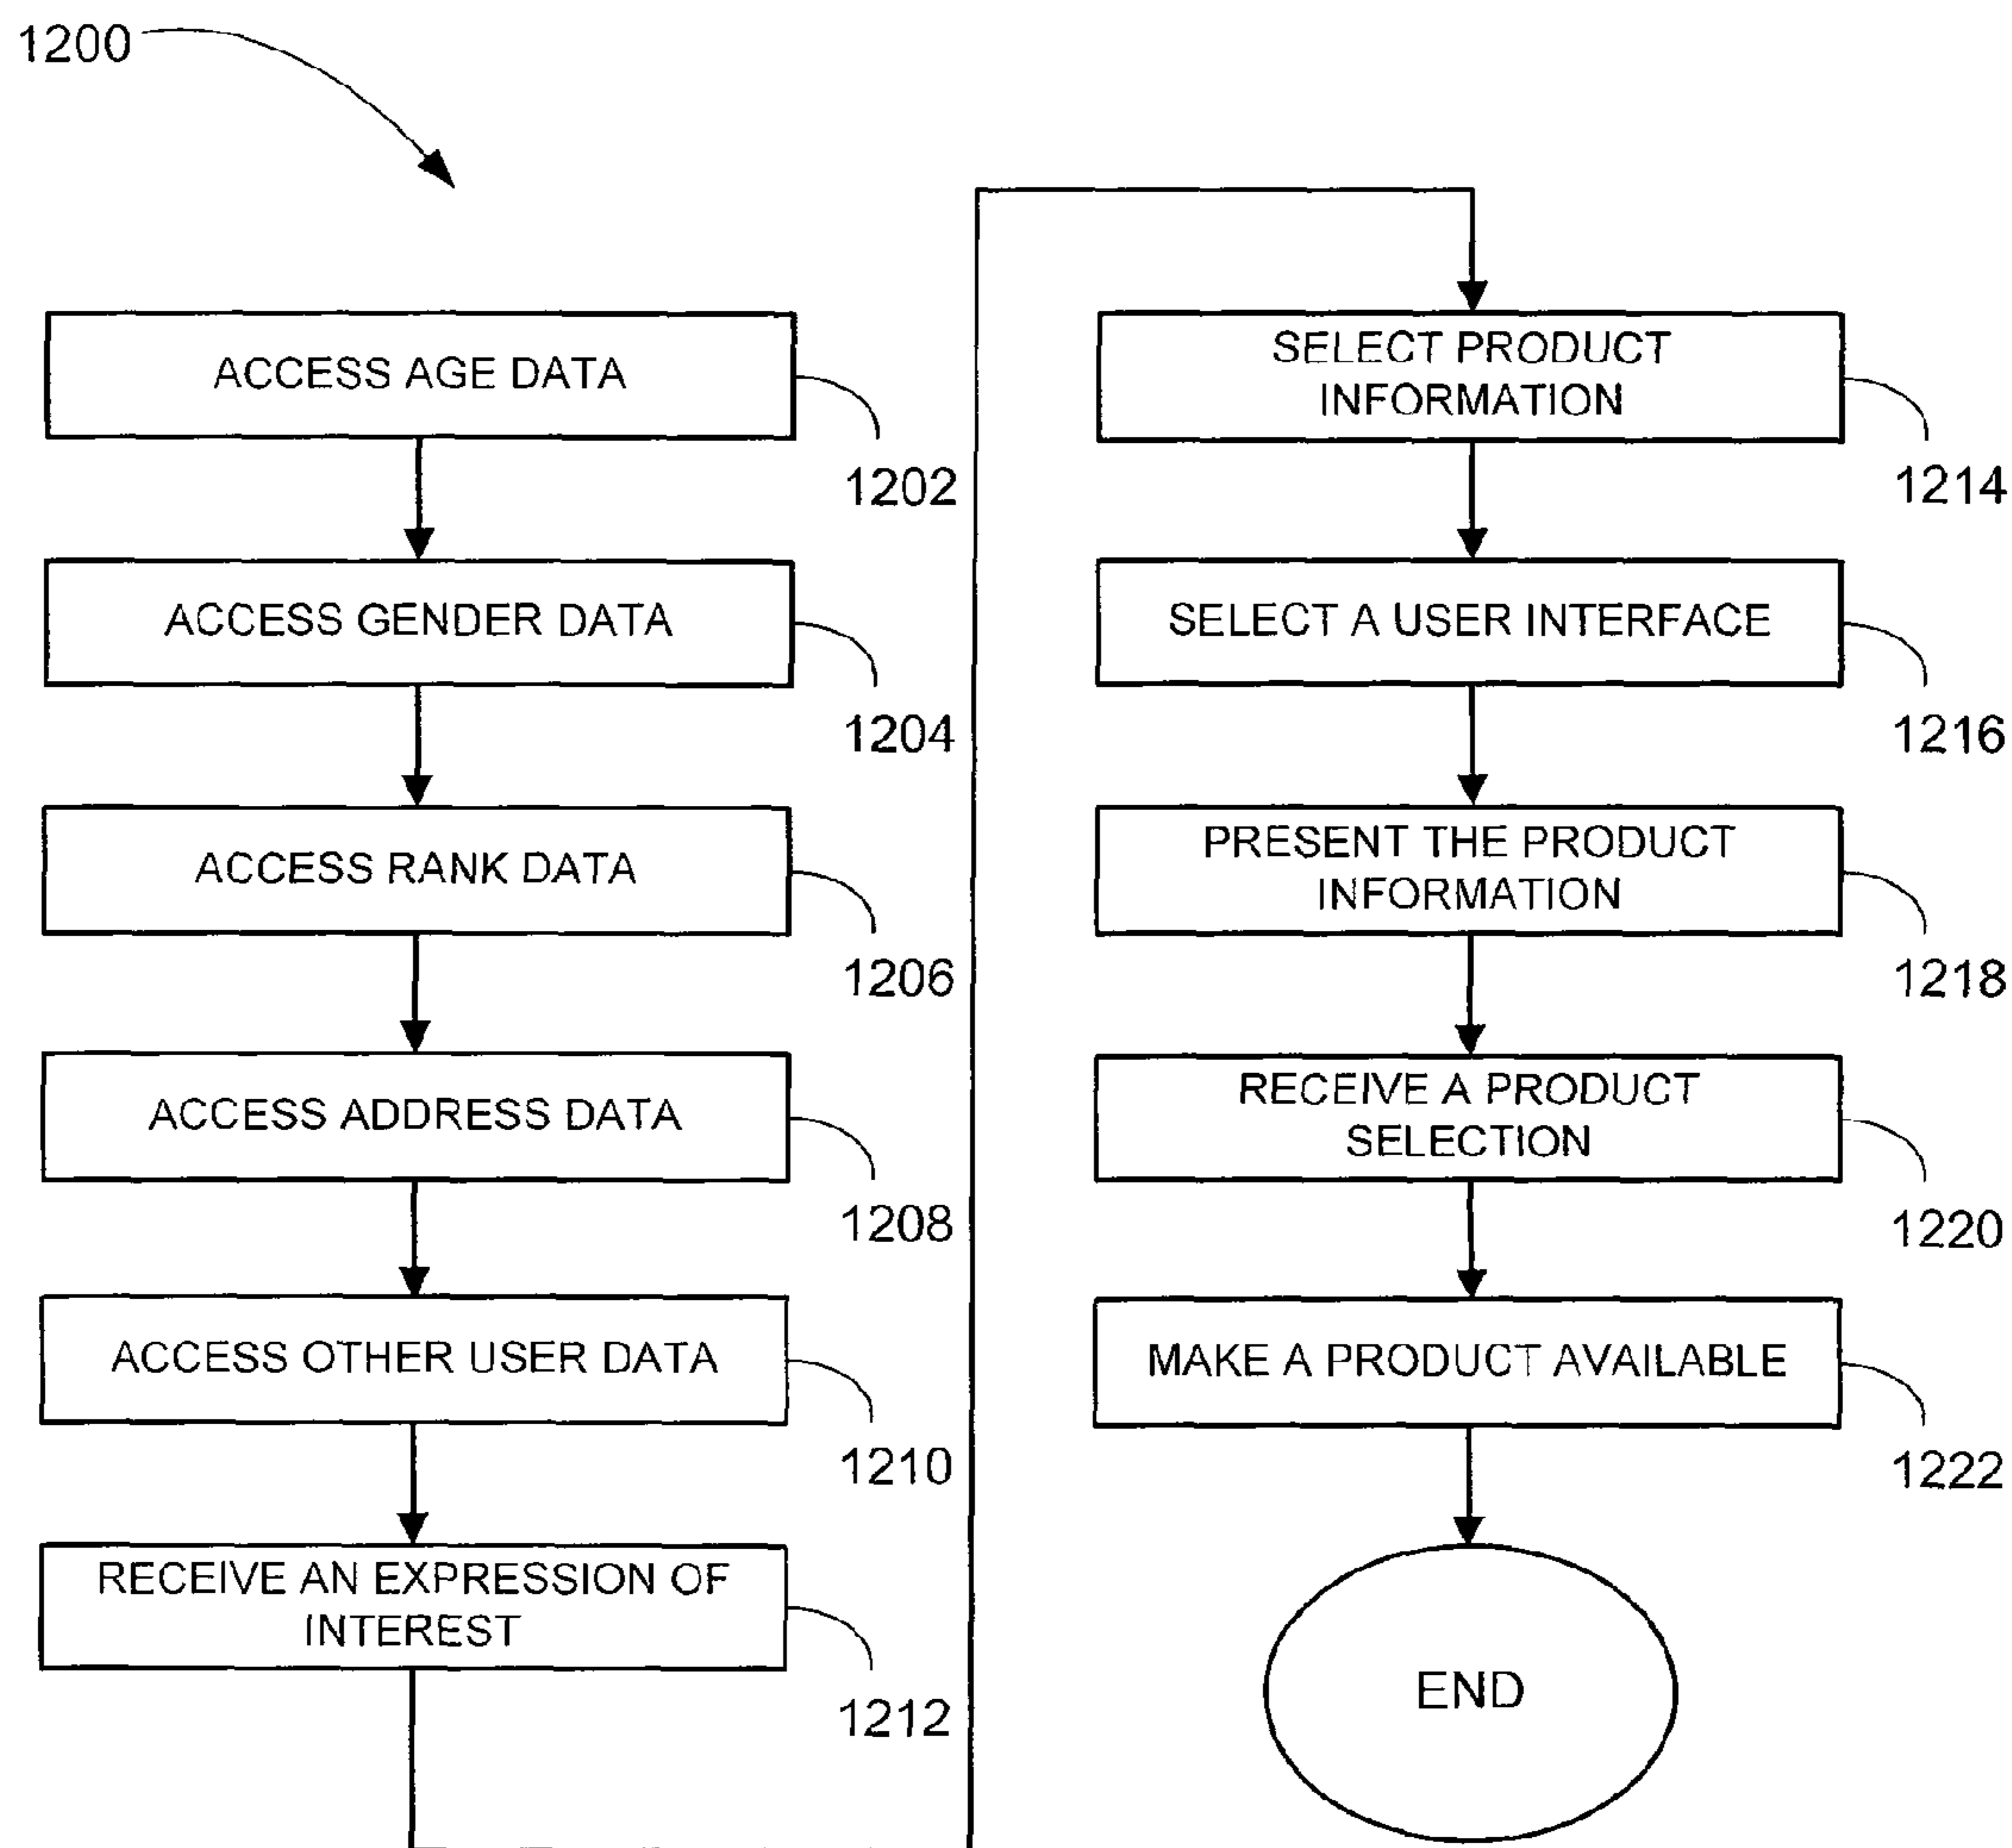 1200
ACCESS AGE DATA
1202
ACCESS GENDER DATA
1204
ACCESS RANK DATA
1206
ACCESS ADDRESS DATA
1208
ACCESS OTHER USER DATA
1210
RECEIVE AN EXPRESSION OF
INTEREST
1212
SELECT PRODUCT
INFORMATION
1214
SELECT A USER INTERFACE
1216
PRESENT THE PRODUCT
INFORMATION
1218
RECEIVE A PRODUCT
SELECTION
1220
MAKE A PRODUCT AVAILABLE
1222
END